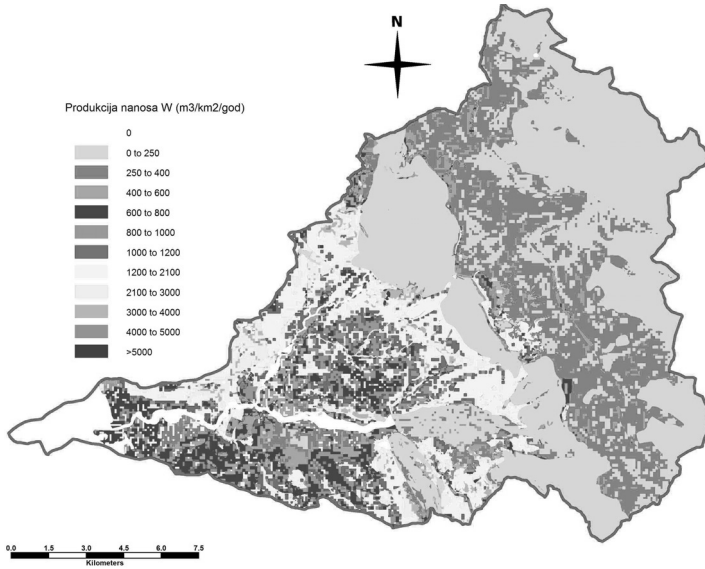 N
Produkcija nanosa W (m3/km2/god)
0
0 to 250
250 to 400
400 to 600
600 to 800
800 to 1000
1000 to 1200
1200 to 2100
2100 to 3000
3000 to 4000
4000 to 5000
>5000
0.0 1.5 3.0 4.5 6.0 7.5
Kilometers